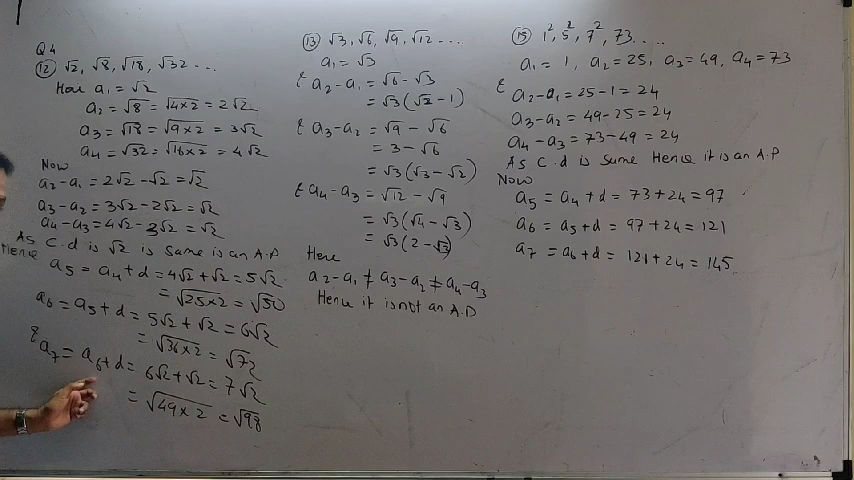 Q4
(12) √2, √8, √18, √32 ...
Here a₁ = √2
a₂ = √8 = √4×2 = 2√2
a₃ = √18 = √9×2 = 3√2
a₄ = √32 = √16×2 = 4√2
Now
a₂-a₁ = 2√2 - √2 = √2
a₃-a₂ = 3√2 - 2√2 = √2
a₄-a₃ = 4√2 - 3√2 = √2
As C.d is √2 is Same is an A.P
Hence
a₅ = a₄+d = 4√2 + √2 = 5√2
= √25×2 = √50
a₆ = a₅+d = 5√2 + √2 = 6√2
= √36×2 = √72
& a₇ = a₆+d = 6√2 + √2 = 7√2
= √49×2 = √98
(13) √3, √6, √9, √12 ....
a₁ = √3
& a₂-a₁ = √6 - √3
= √3(√2 - 1)
& a₃-a₂ = √9 - √6
= 3 - √6
= √3(√3 - √2)
& a₄-a₃ = √12 - √9
= √3(√4 - √3)
= √3(2 - √3)
Here
a₂-a₁ ≠ a₃-a₂ ≠ a₄-a₃
Hence it is not an A.P
(15) 1², 5², 7², 73....
a₁ = 1, a₂ = 25, a₃ = 49, a₄ = 73
& a₂-a₁ = 25-1 = 24
a₃-a₂ = 49-25 = 24
a₄-a₃ = 73-49 = 24
As C.d is Same Hence it is an A.P
Now
a₅ = a₄+d = 73+24 = 97
a₆ = a₅+d = 97+24 = 121
a₇ = a₆+d = 121+24 = 145